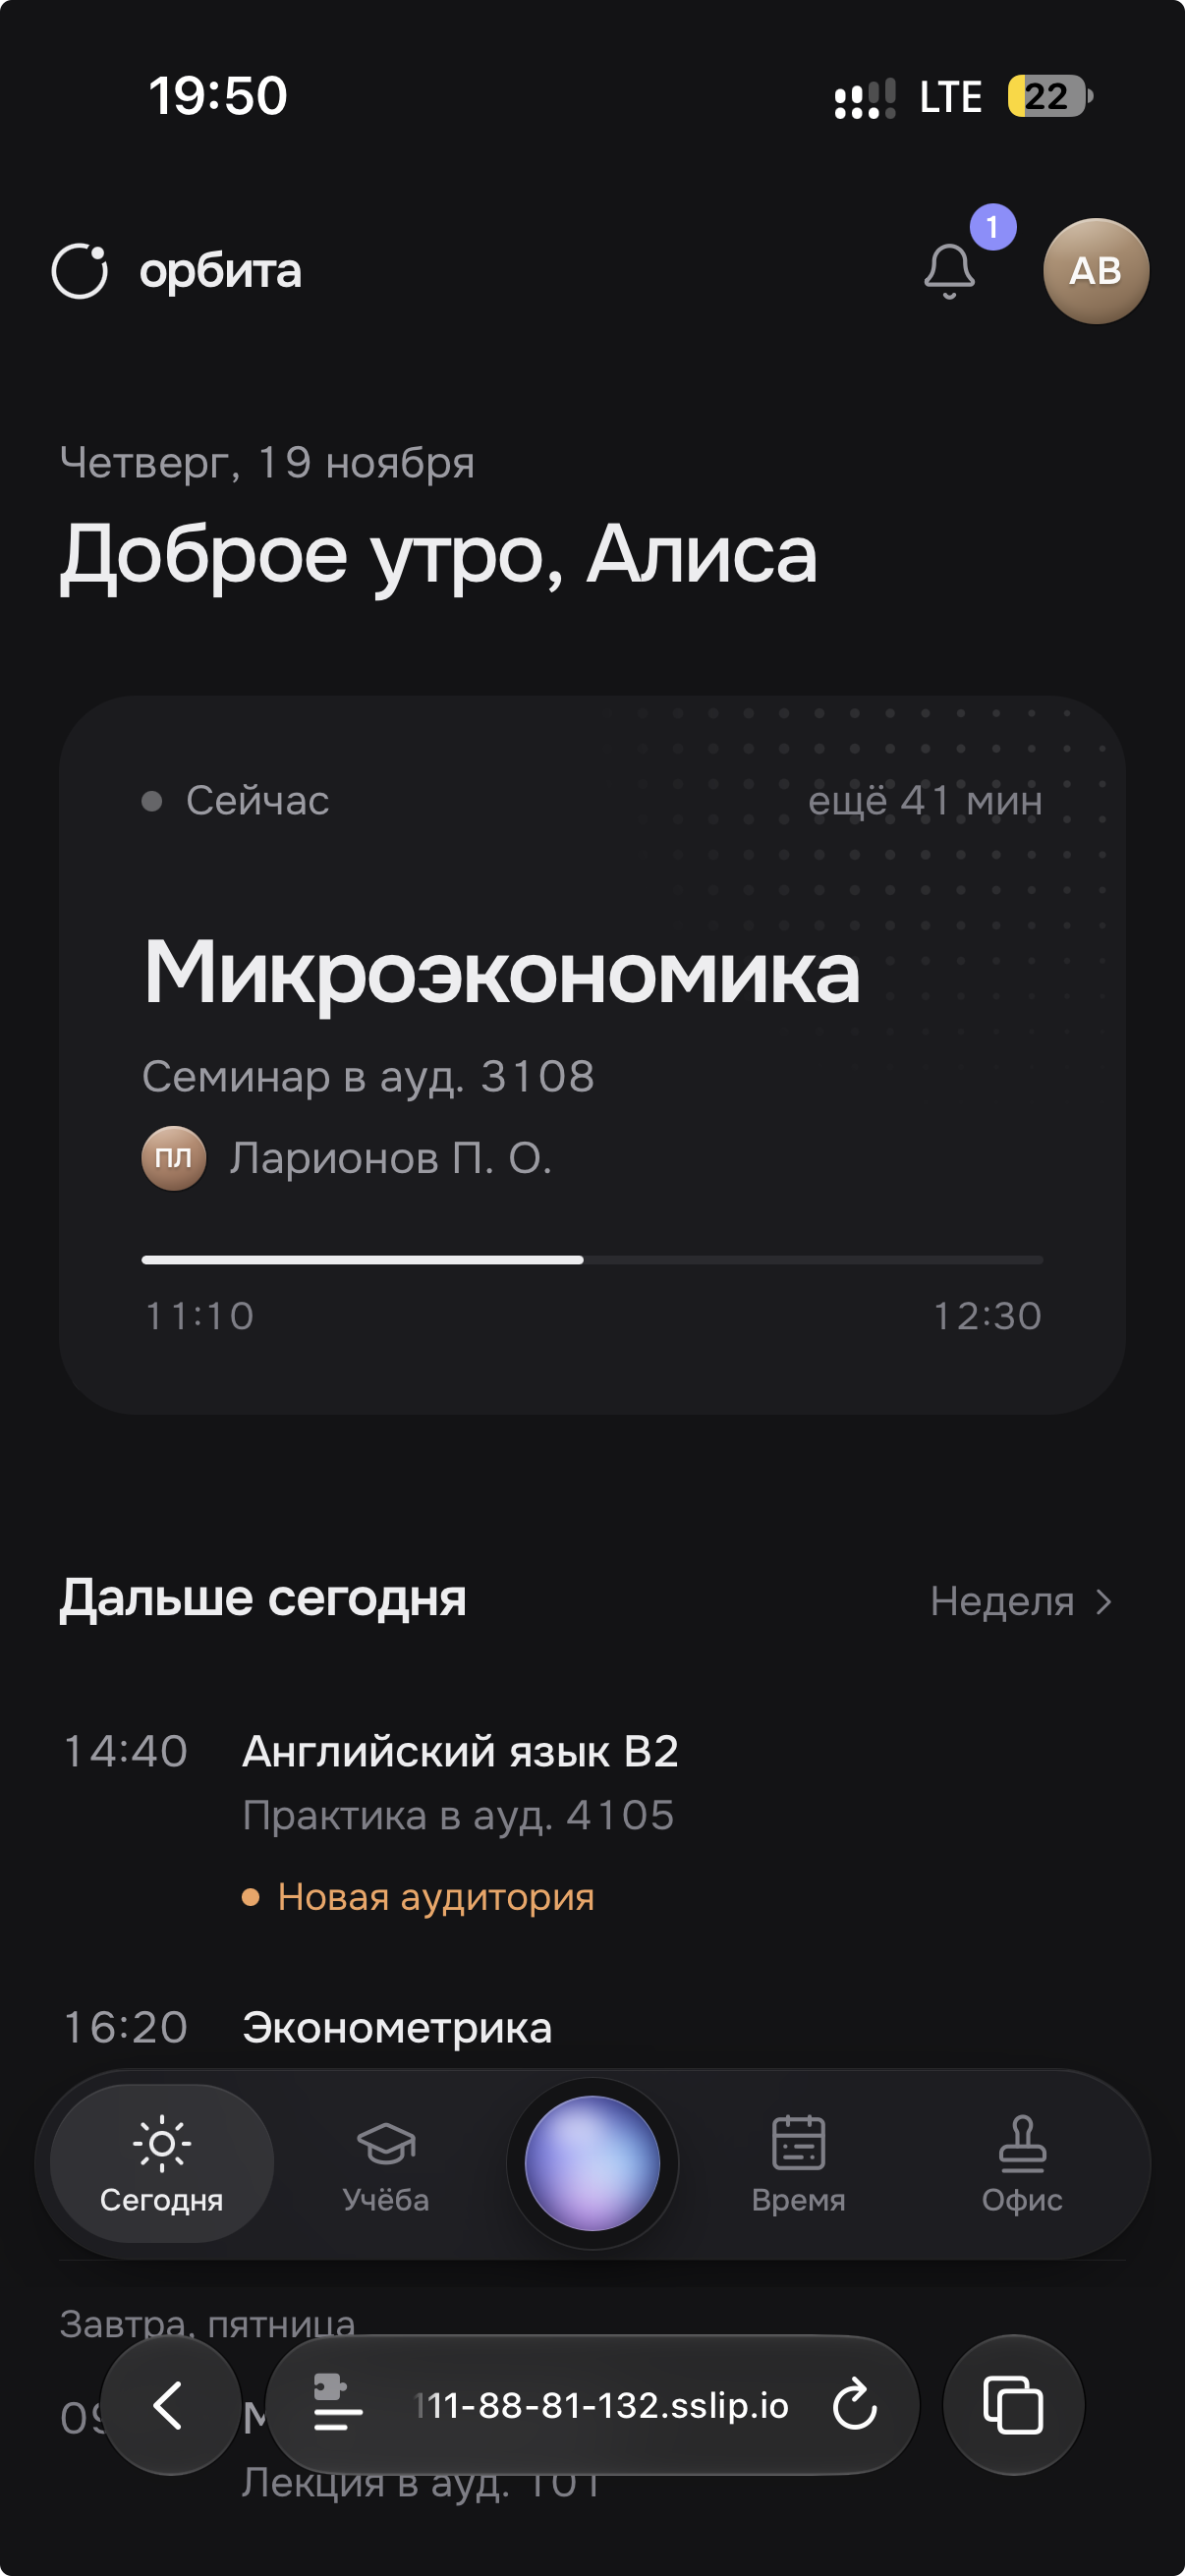 19:50
LTE 22
орбита
1
АВ
Четверг, 19 ноября
Доброе утро, Алиса
Сейчас
ещё 41 мин
Микроэкономика
Семинар в ауд. 3108
ПЛ Ларионов П. О.
11:10
12:30
Дальше сегодня
Неделя
14:40 Английский язык B2
Практика в ауд. 4105
Новая аудитория
16:20 Эконометрика
Сегодня
Учёба
Время
Офис
Завтра, пятница
111-88-81-132.sslip.io
Лекция в ауд. 101